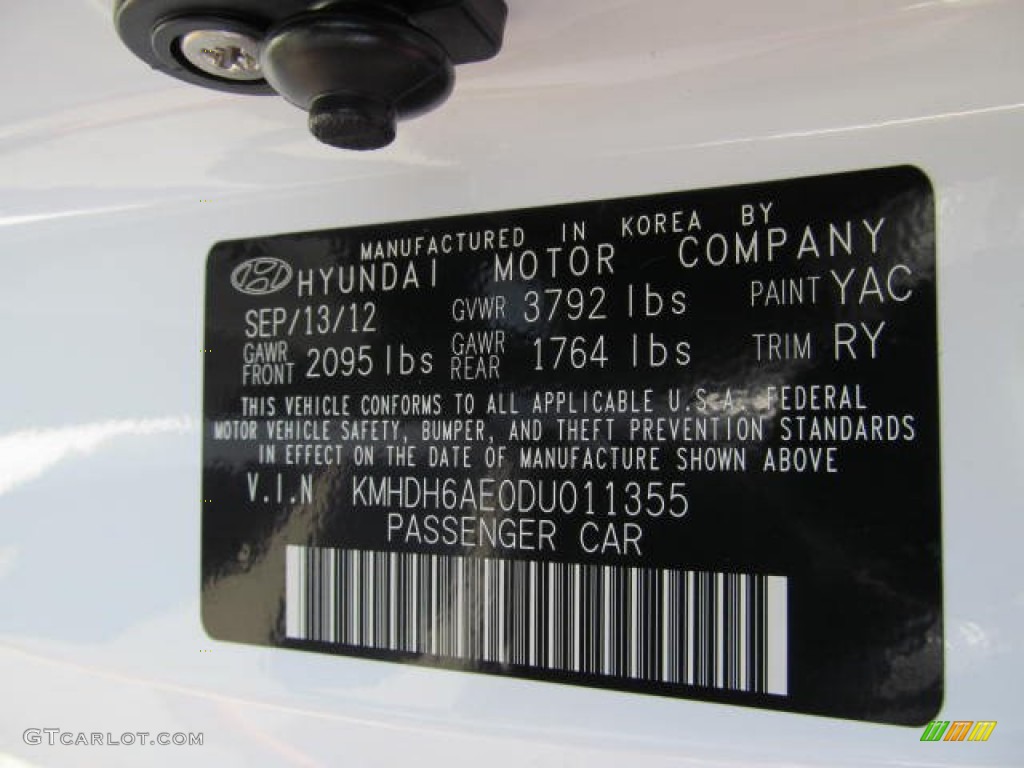 MANUFACTURED IN KOREA BY
HYUNDAI MOTOR COMPANY
SEP/13/12 GVWR 3792 lbs PAINT YAC
GAWR FRONT 2095 lbs GAWR REAR 1764 lbs TRIM RY
THIS VEHICLE CONFORMS TO ALL APPLICABLE U.S.A. FEDERAL
MOTOR VEHICLE SAFETY, BUMPER, AND THEFT PREVENTION STANDARDS
IN EFFECT ON THE DATE OF MANUFACTURE SHOWN ABOVE
V.I.N KMHDH6AE0DU011355
PASSENGER CAR
GTCARLOT.COM